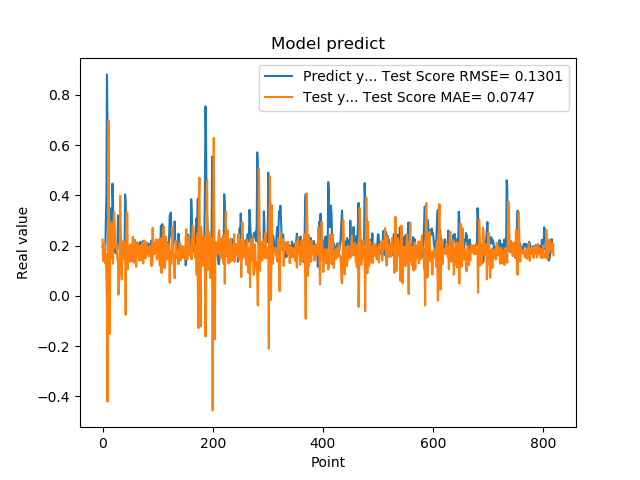 Model predict
Predict y... Test Score RMSE= 0.1301
Test y... Test Score MAE= 0.0747
Real value
0.8
0.6
0.4
0.2
0.0
−0.2
−0.4
0 200 400 600 800
Point